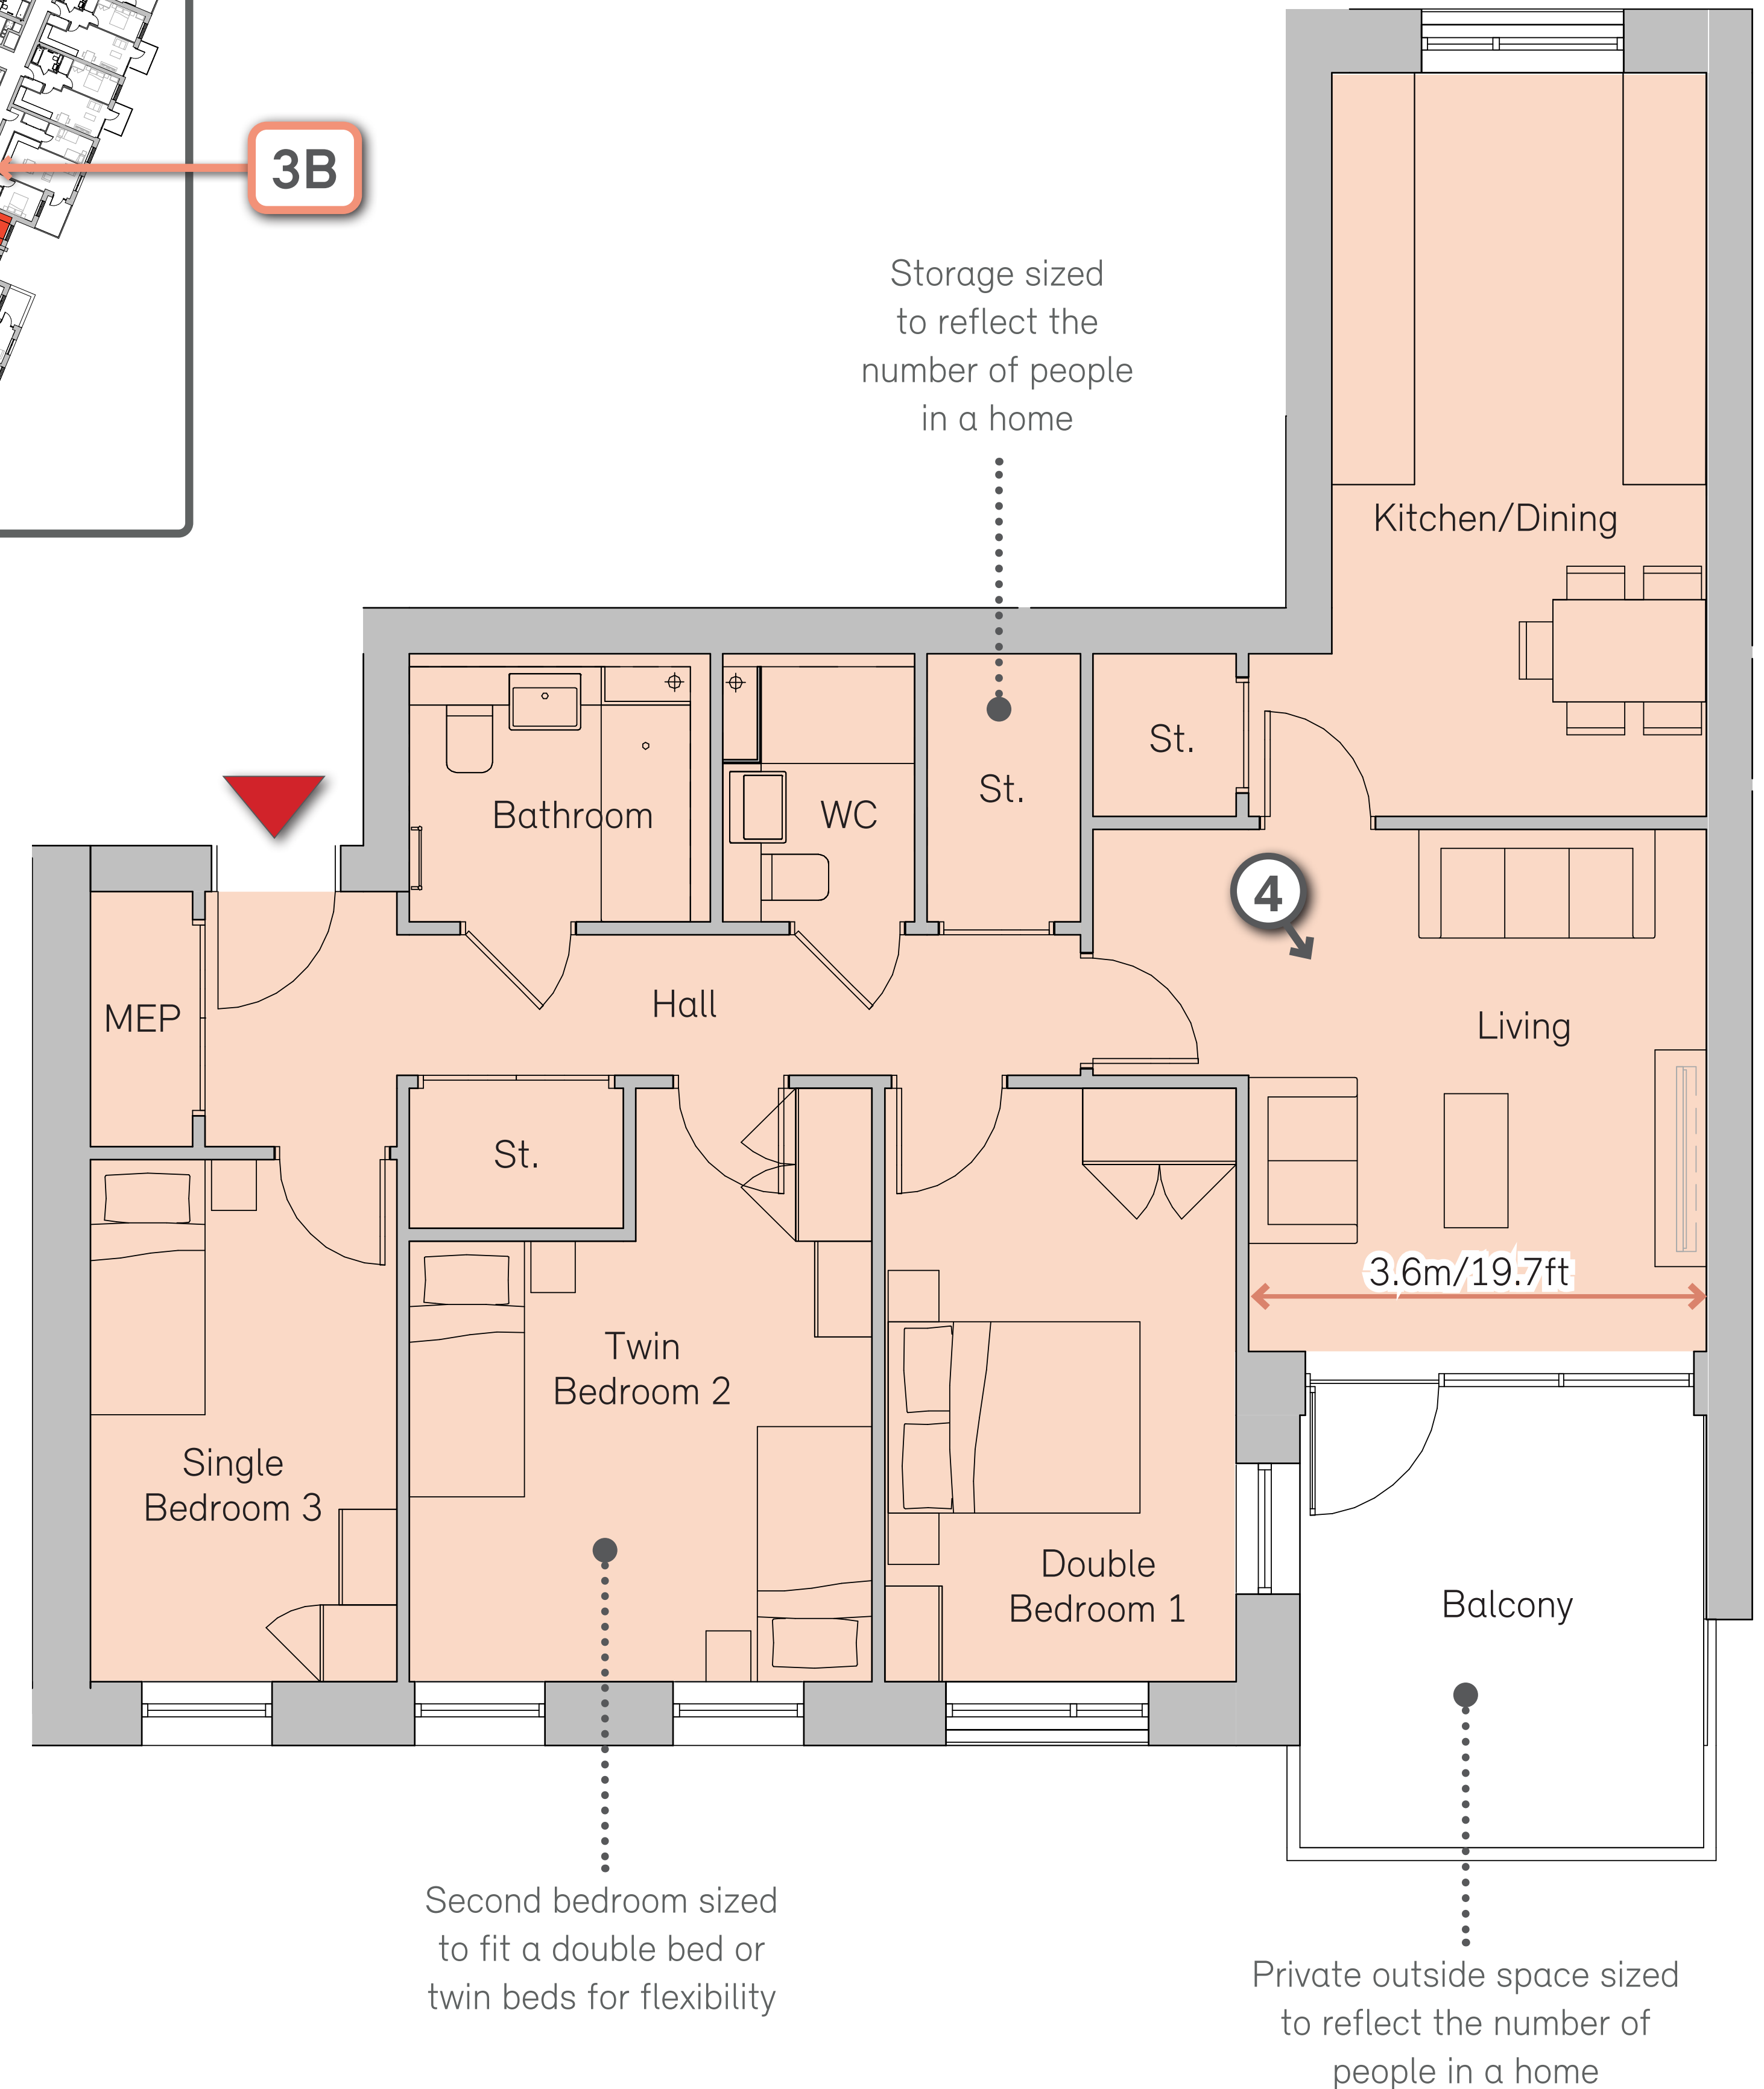 3B
Storage sized
to reflect the
number of people
in a home
Kitchen/Dining
St.
St.
Bathroom
WC
4
MEP
Hall
Living
St.
3.6m/19.7ft
Twin
Bedroom 2
Single
Bedroom 3
Double
Bedroom 1
Balcony
Second bedroom sized
to fit a double bed or
twin beds for flexibility
Private outside space sized
to reflect the number of
people in a home